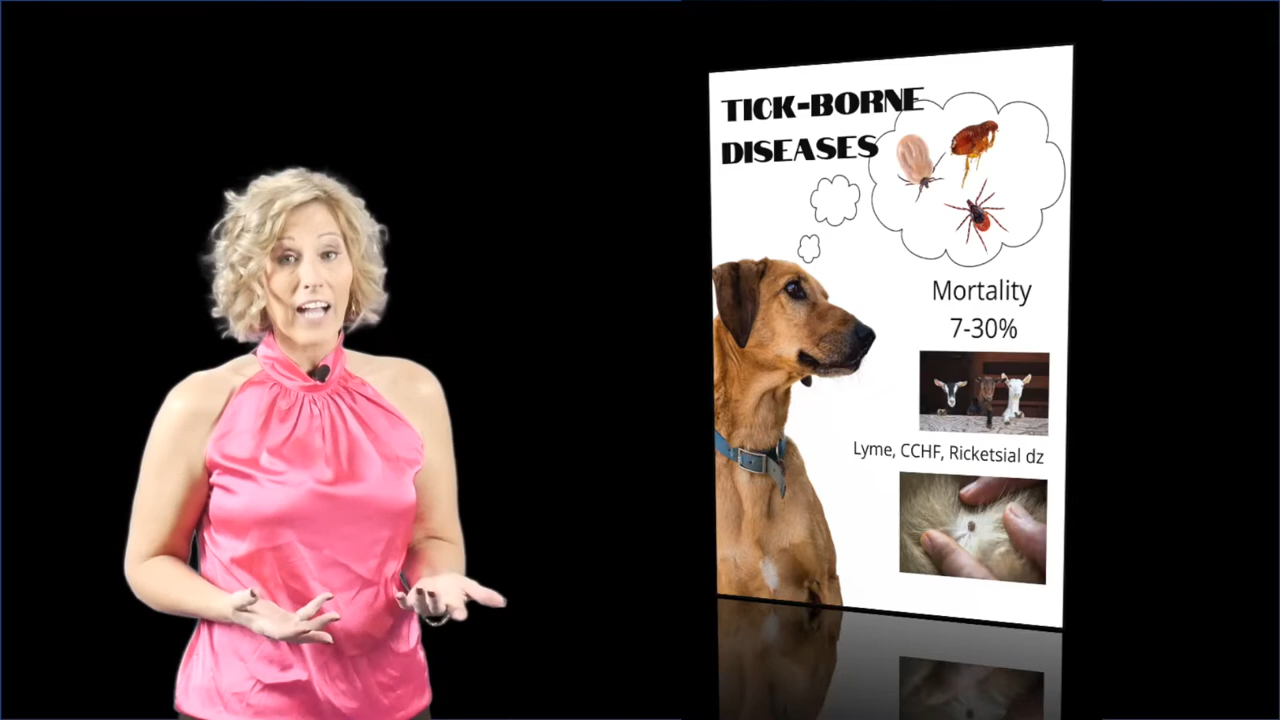 TICK-BORNE
DISEASES
Mortality
7-30%
Lyme, CCHF, Ricketsial dz